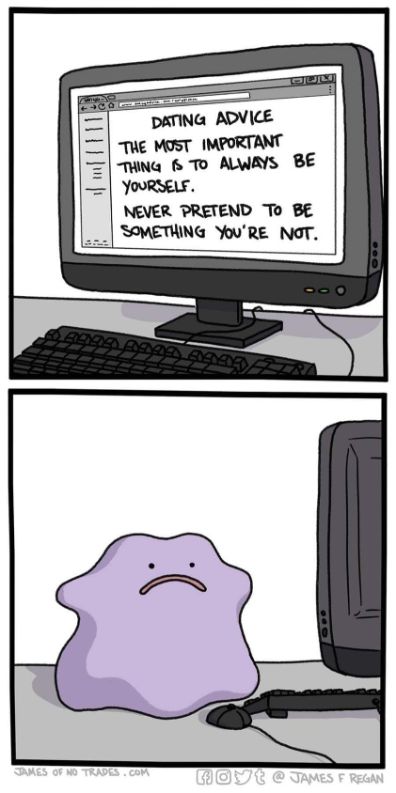 DATING ADVICE
THE MOST IMPORTANT
THING IS TO ALWAYS BE
YOURSELF.
NEVER PRETEND TO BE
SOMETHING YOU'RE NOT.
JAMES OF NO TRADES.COM
@ JAMES F REGAN